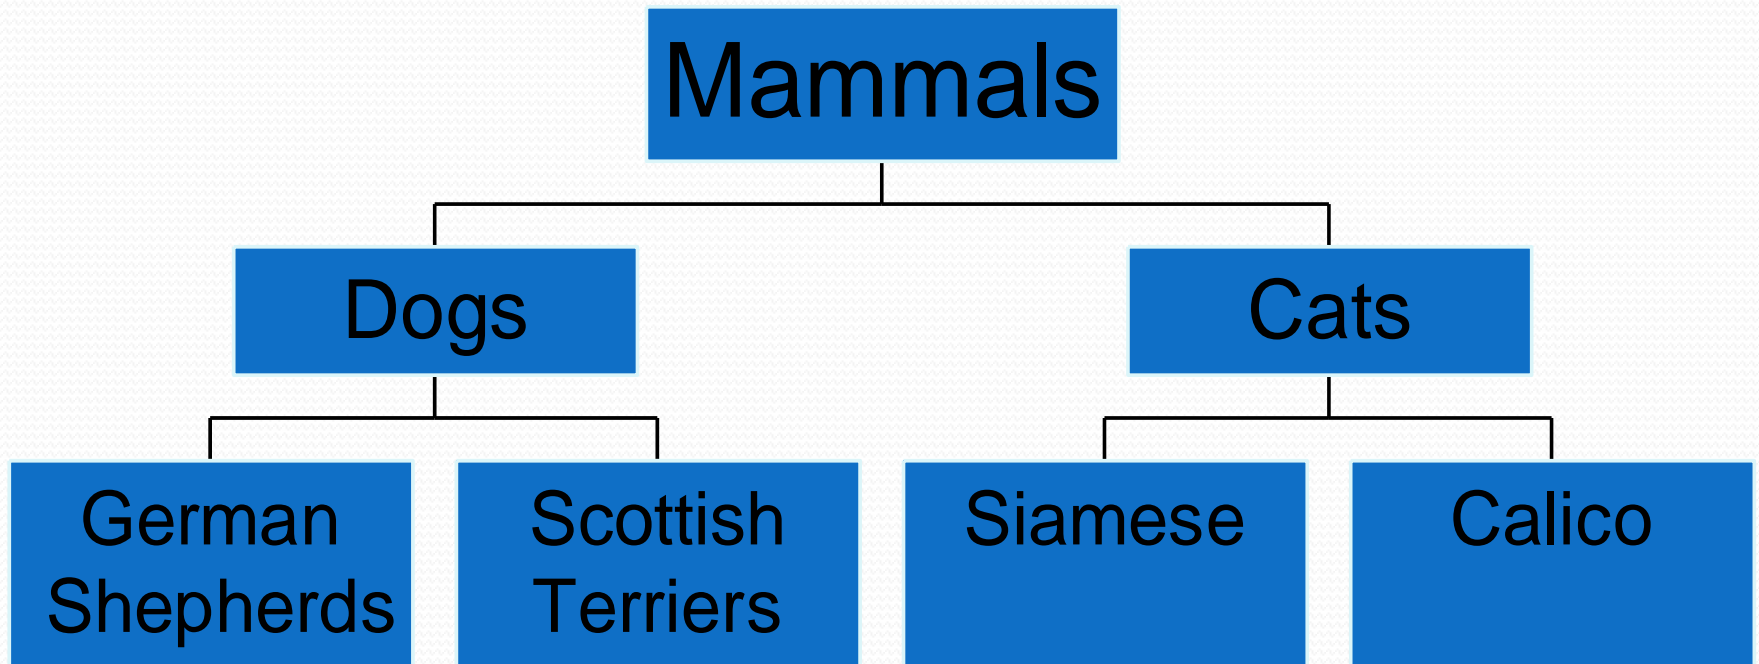 Mammals
Dogs
Cats
German
Shepherds
Scottish
Terriers
Siamese
Calico